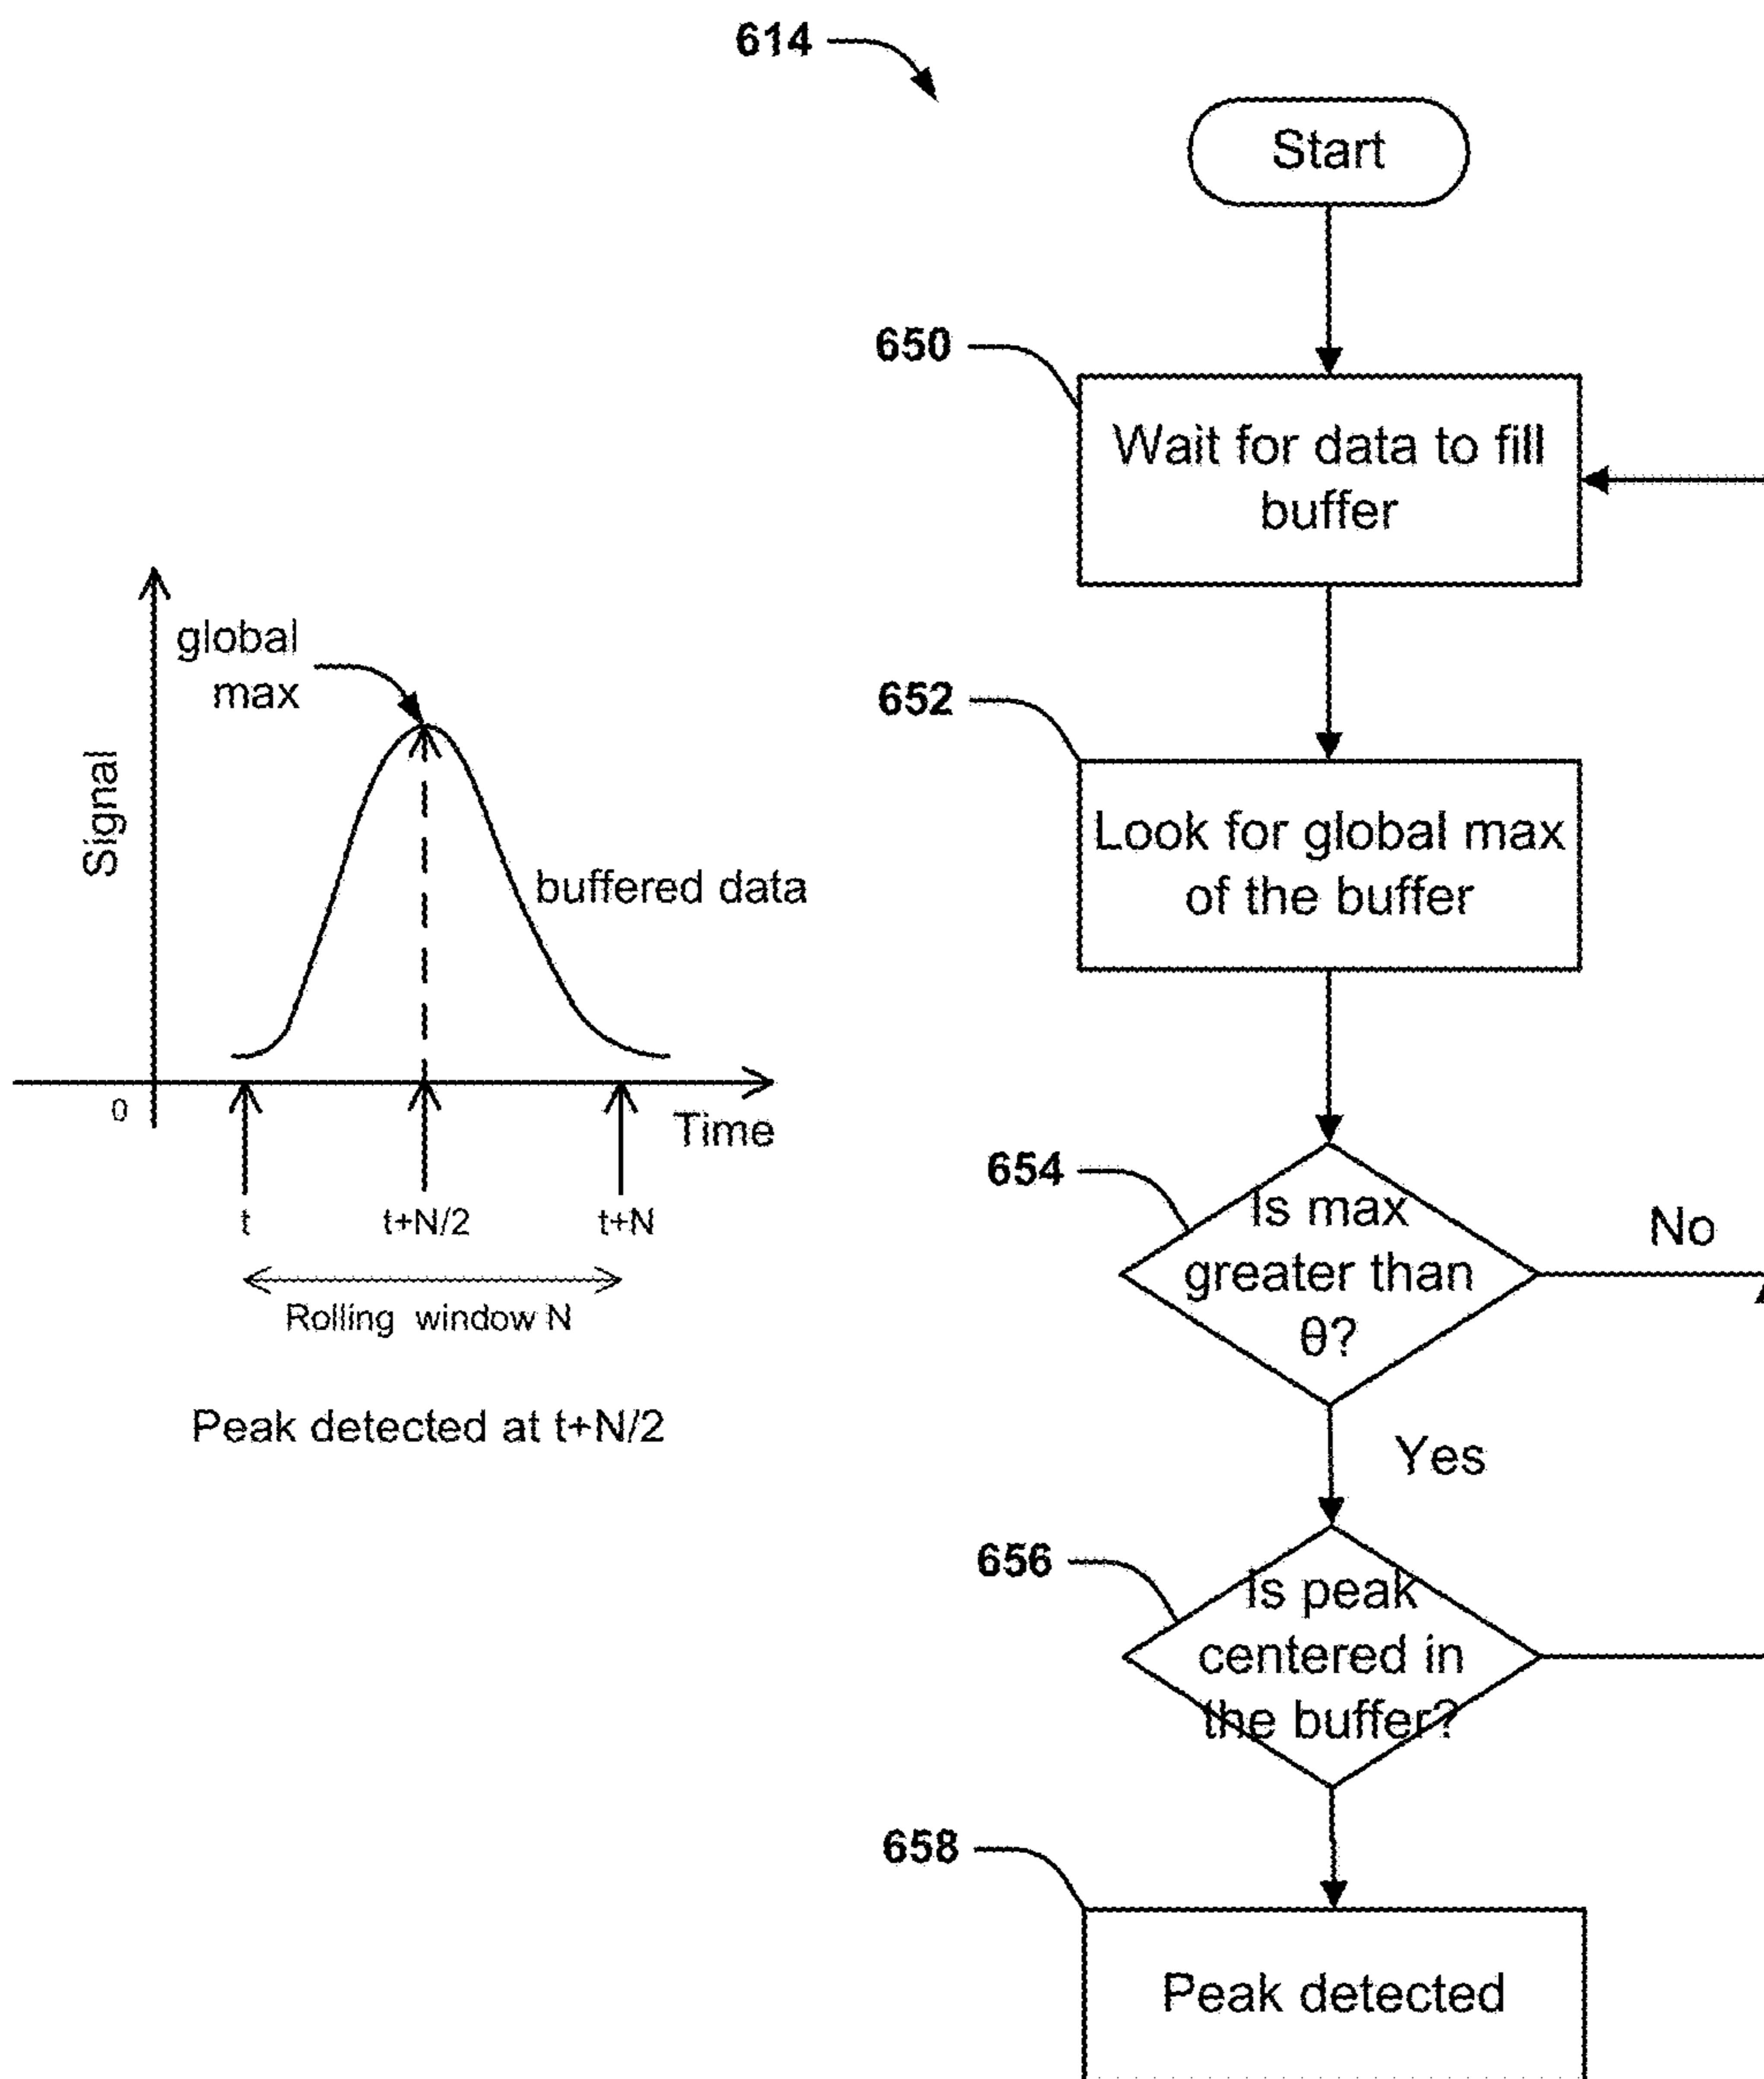 614
Start
650
Wait for data to fill
buffer
global
max
Signal
buffered data
0
Time
t
t+N/2
t+N
Rolling window N
Peak detected at t+N/2
652
Look for global max
of the buffer
654
Is max
greater than
θ?
No
Yes
656
Is peak
centered in
the buffer?
658
Peak detected